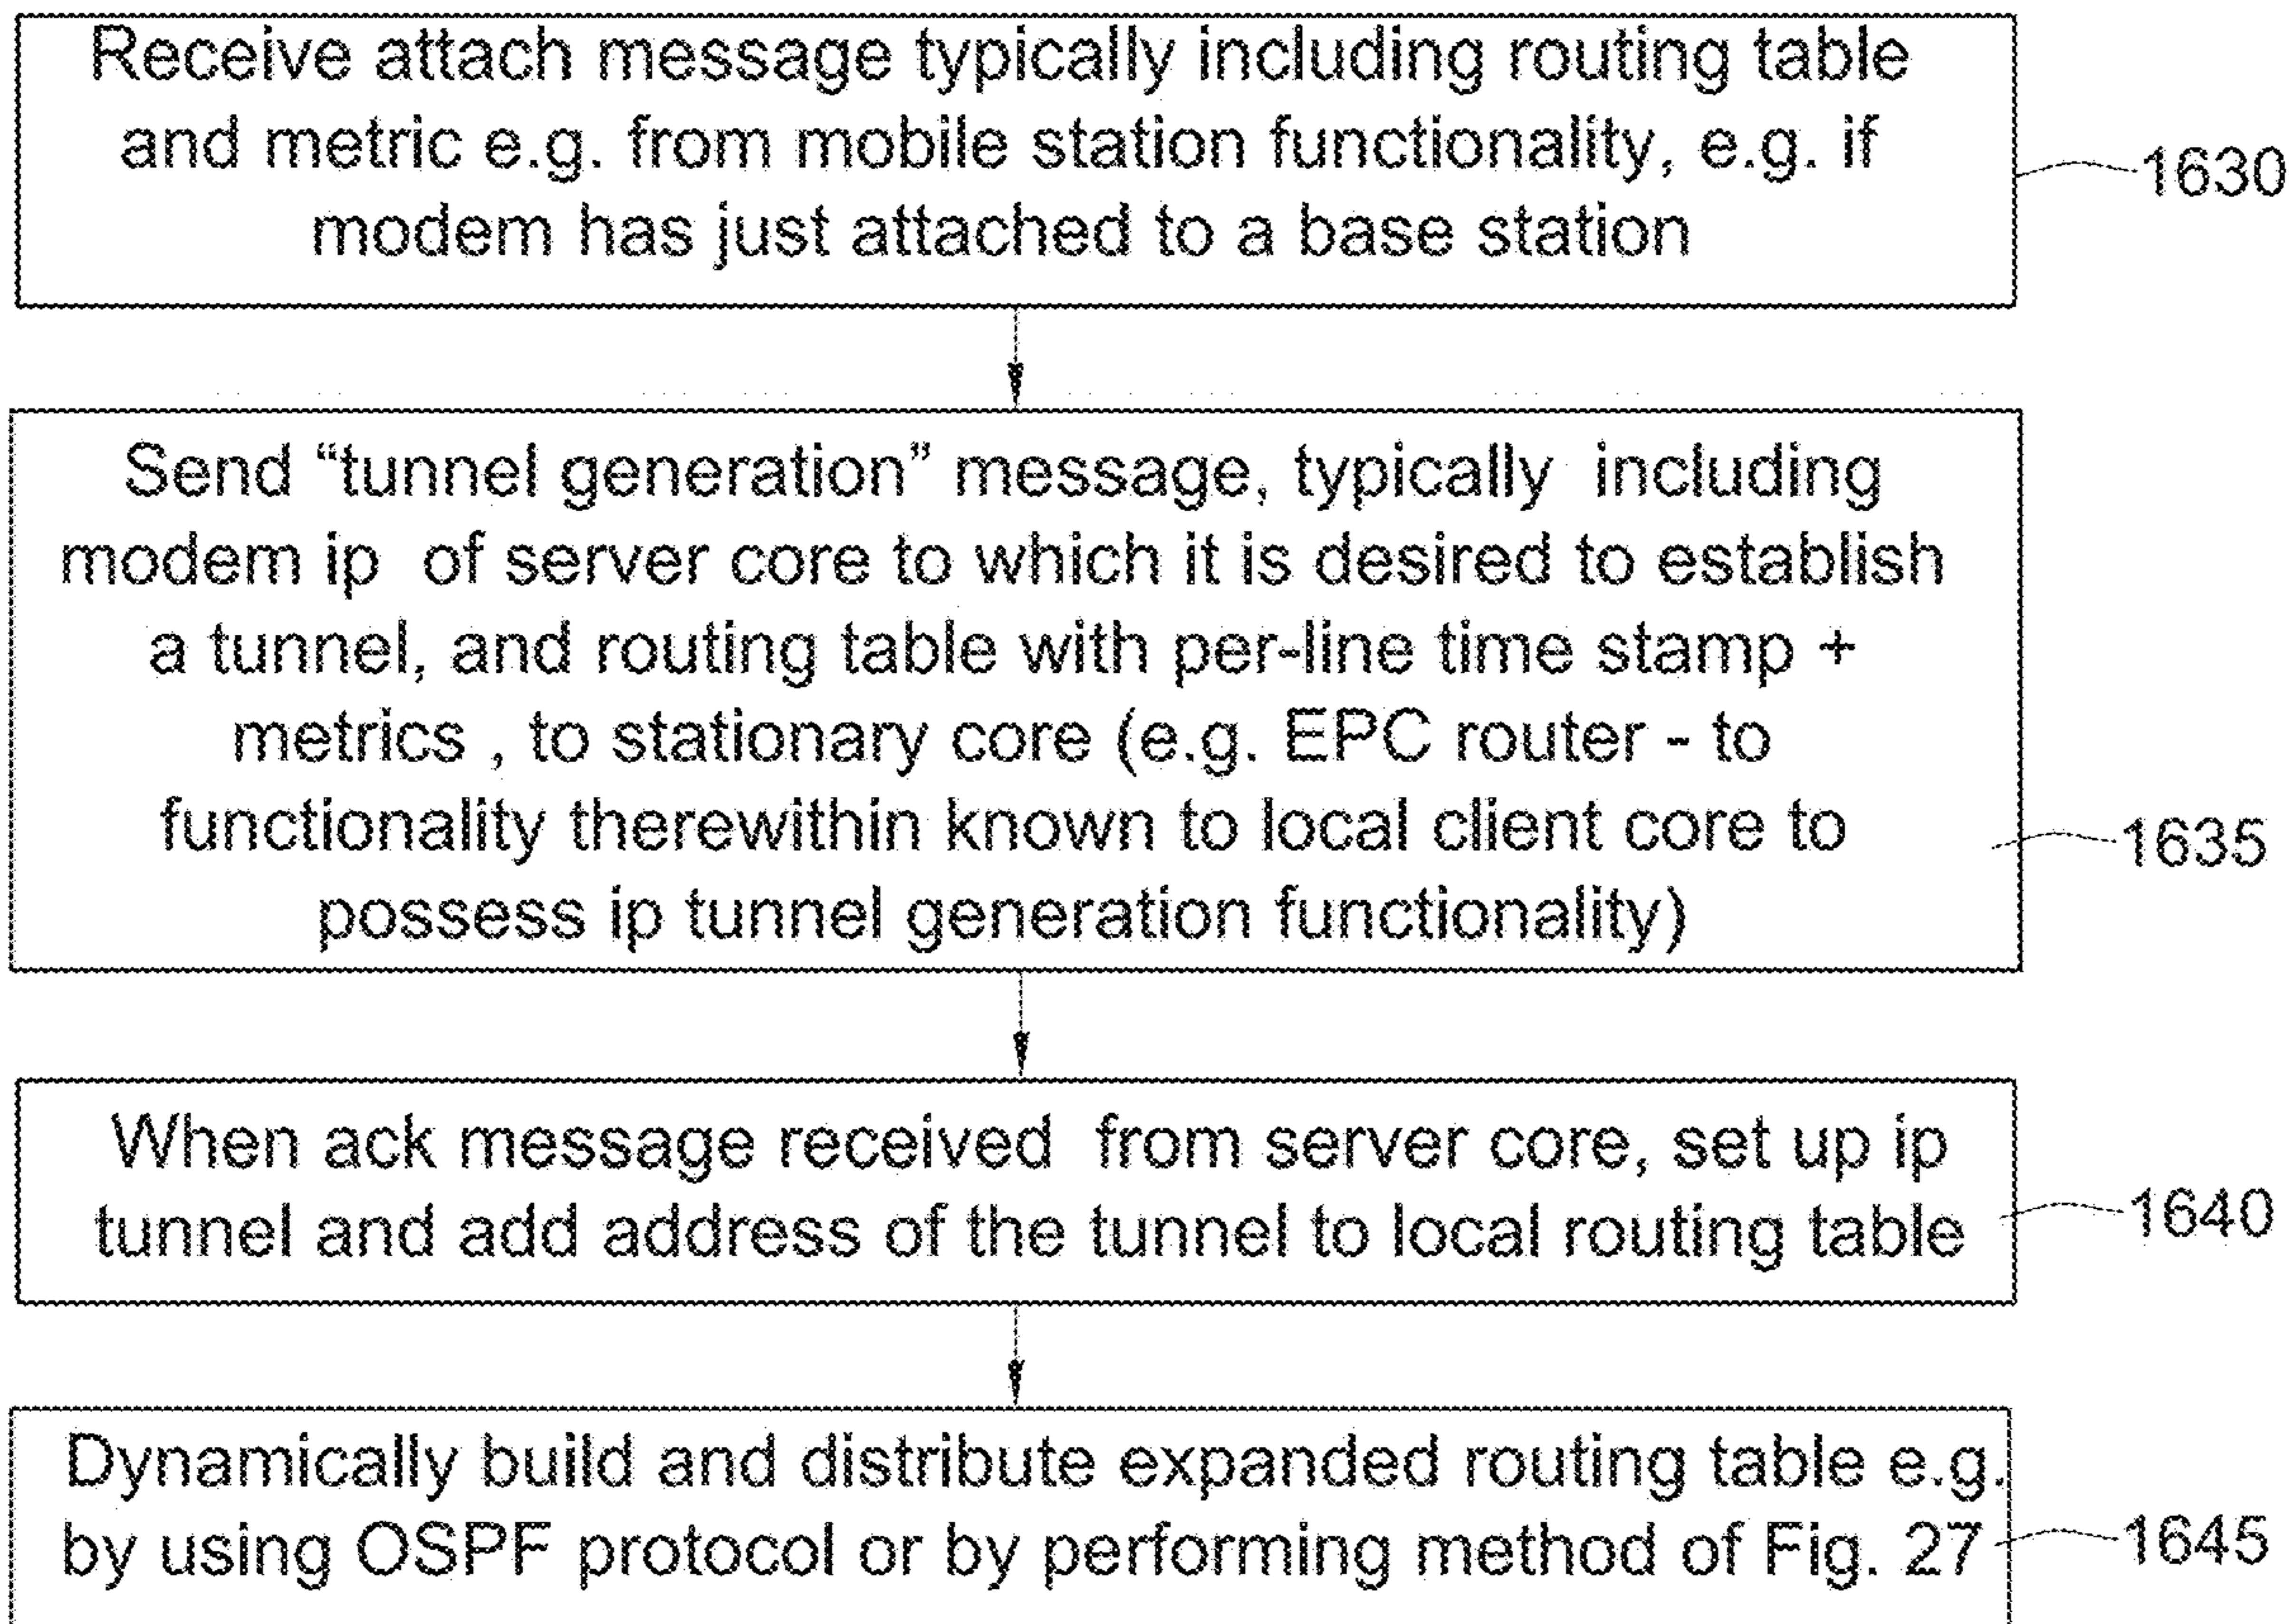 Receive attach message typically including routing table
and metric e.g. from mobile station functionality, e.g. if
modem has just attached to a base station
1630
Send “tunnel generation” message, typically including
modem ip of server core to which it is desired to establish
a tunnel, and routing table with per-line time stamp +
metrics , to stationary core (e.g. EPC router - to
functionality therewithin known to local client core to
possess ip tunnel generation functionality)
1635
When ack message received from server core, set up ip
tunnel and add address of the tunnel to local routing table
1640
Dynamically build and distribute expanded routing table e.g.
by using OSPF protocol or by performing method of Fig. 27
1645